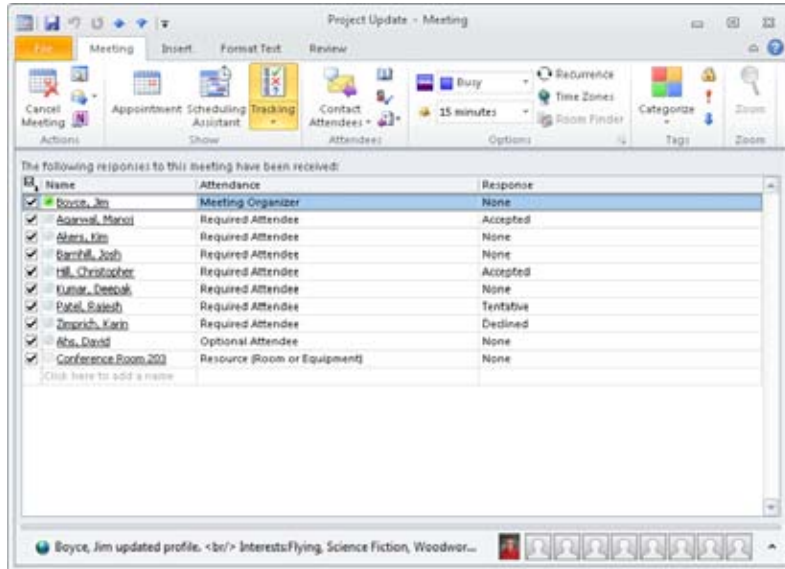 Project Update - Meeting
File Meeting Insert Format Text Review
Cancel Meeting
Appointment
Scheduling Assistant
Tracking
Contact Attendees
Busy
15 minutes
Recurrence
Time Zones
Room Finder
Categorize
Zoom
Actions Show Attendees Options Tags Zoom
The following responses to this meeting have been received:
Name Attendance Response
Boyce, Jim Meeting Organizer None
Agarwal, Manoj Required Attendee Accepted
Akers, Kim Required Attendee None
Barnhill, Josh Required Attendee None
Hill, Christopher Required Attendee Accepted
Kumar, Deepak Required Attendee None
Patel, Rajesh Required Attendee Tentative
Zimprich, Karin Required Attendee Declined
Ahs, David Optional Attendee None
Conference Room 203 Resource (Room or Equipment) None
Click here to add a name
Boyce, Jim updated profile. <br/> Interests:Flying, Science Fiction, Woodwor...